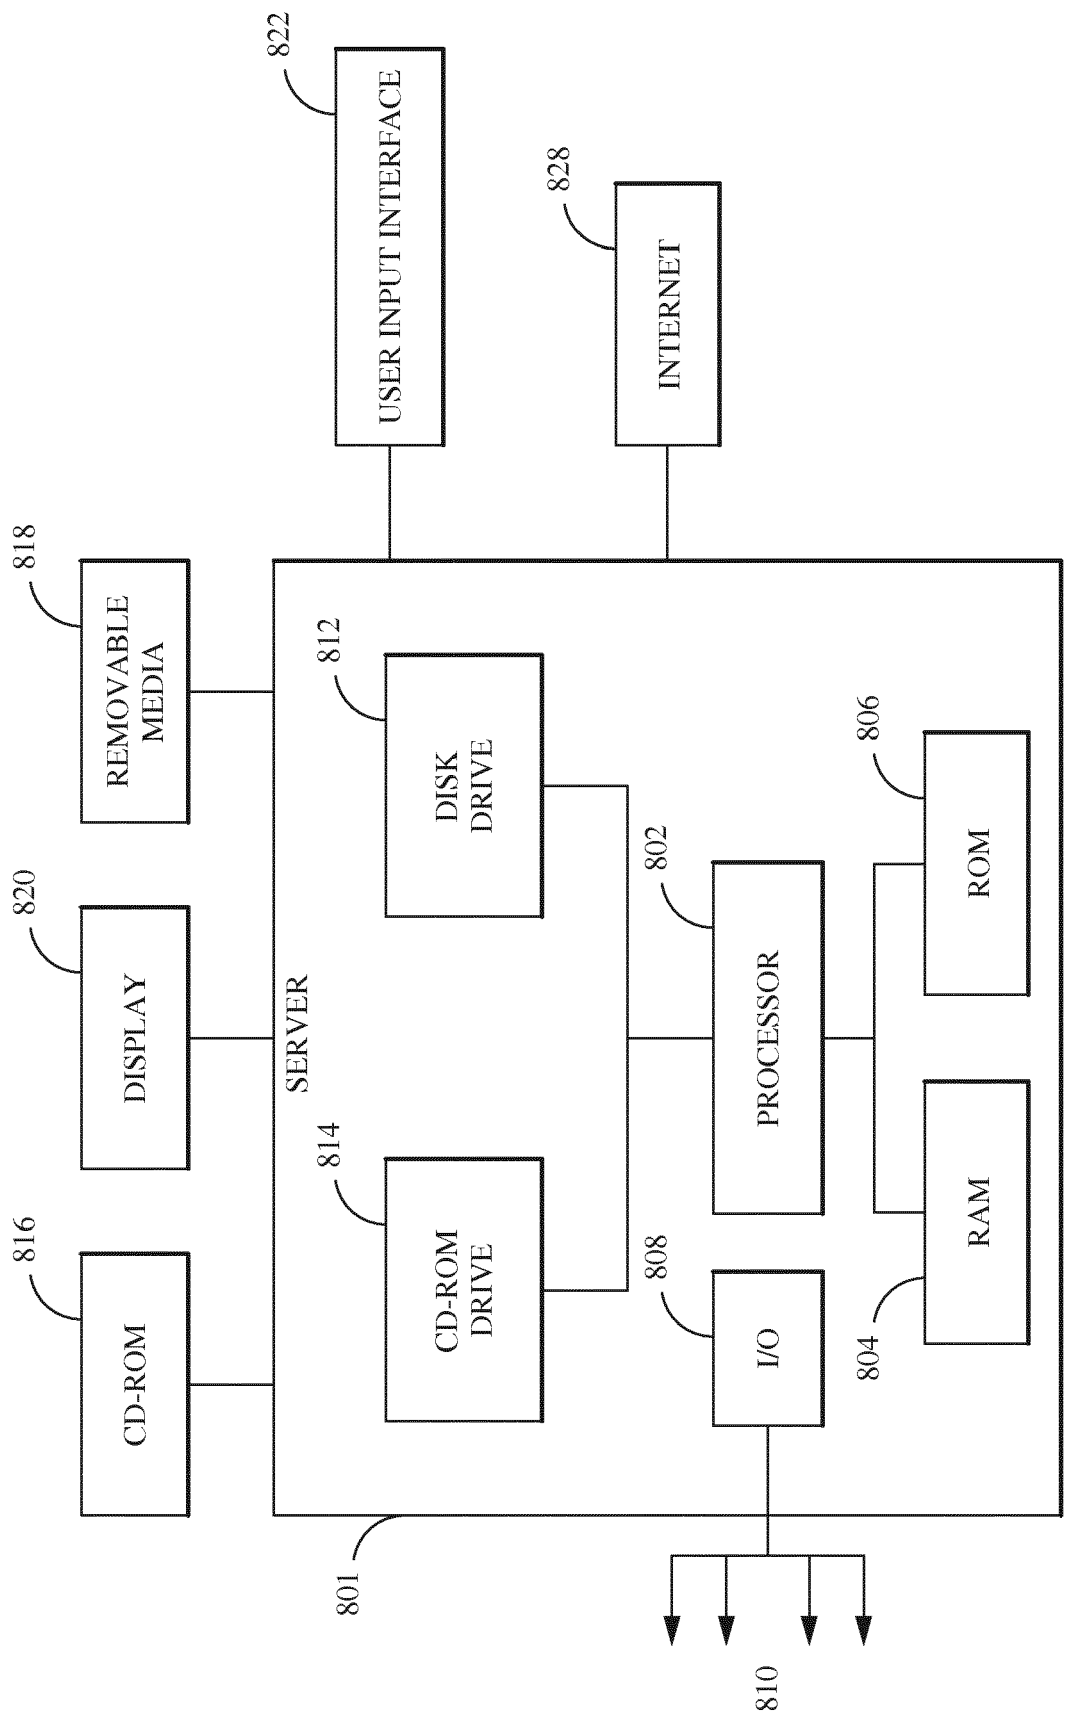 816
CD-ROM
820
DISPLAY
818
REMOVABLE
MEDIA
822
USER INPUT INTERFACE
801
SERVER
814
CD-ROM
DRIVE
812
DISK
DRIVE
828
INTERNET
810
808
I/O
802
PROCESSOR
804
RAM
806
ROM